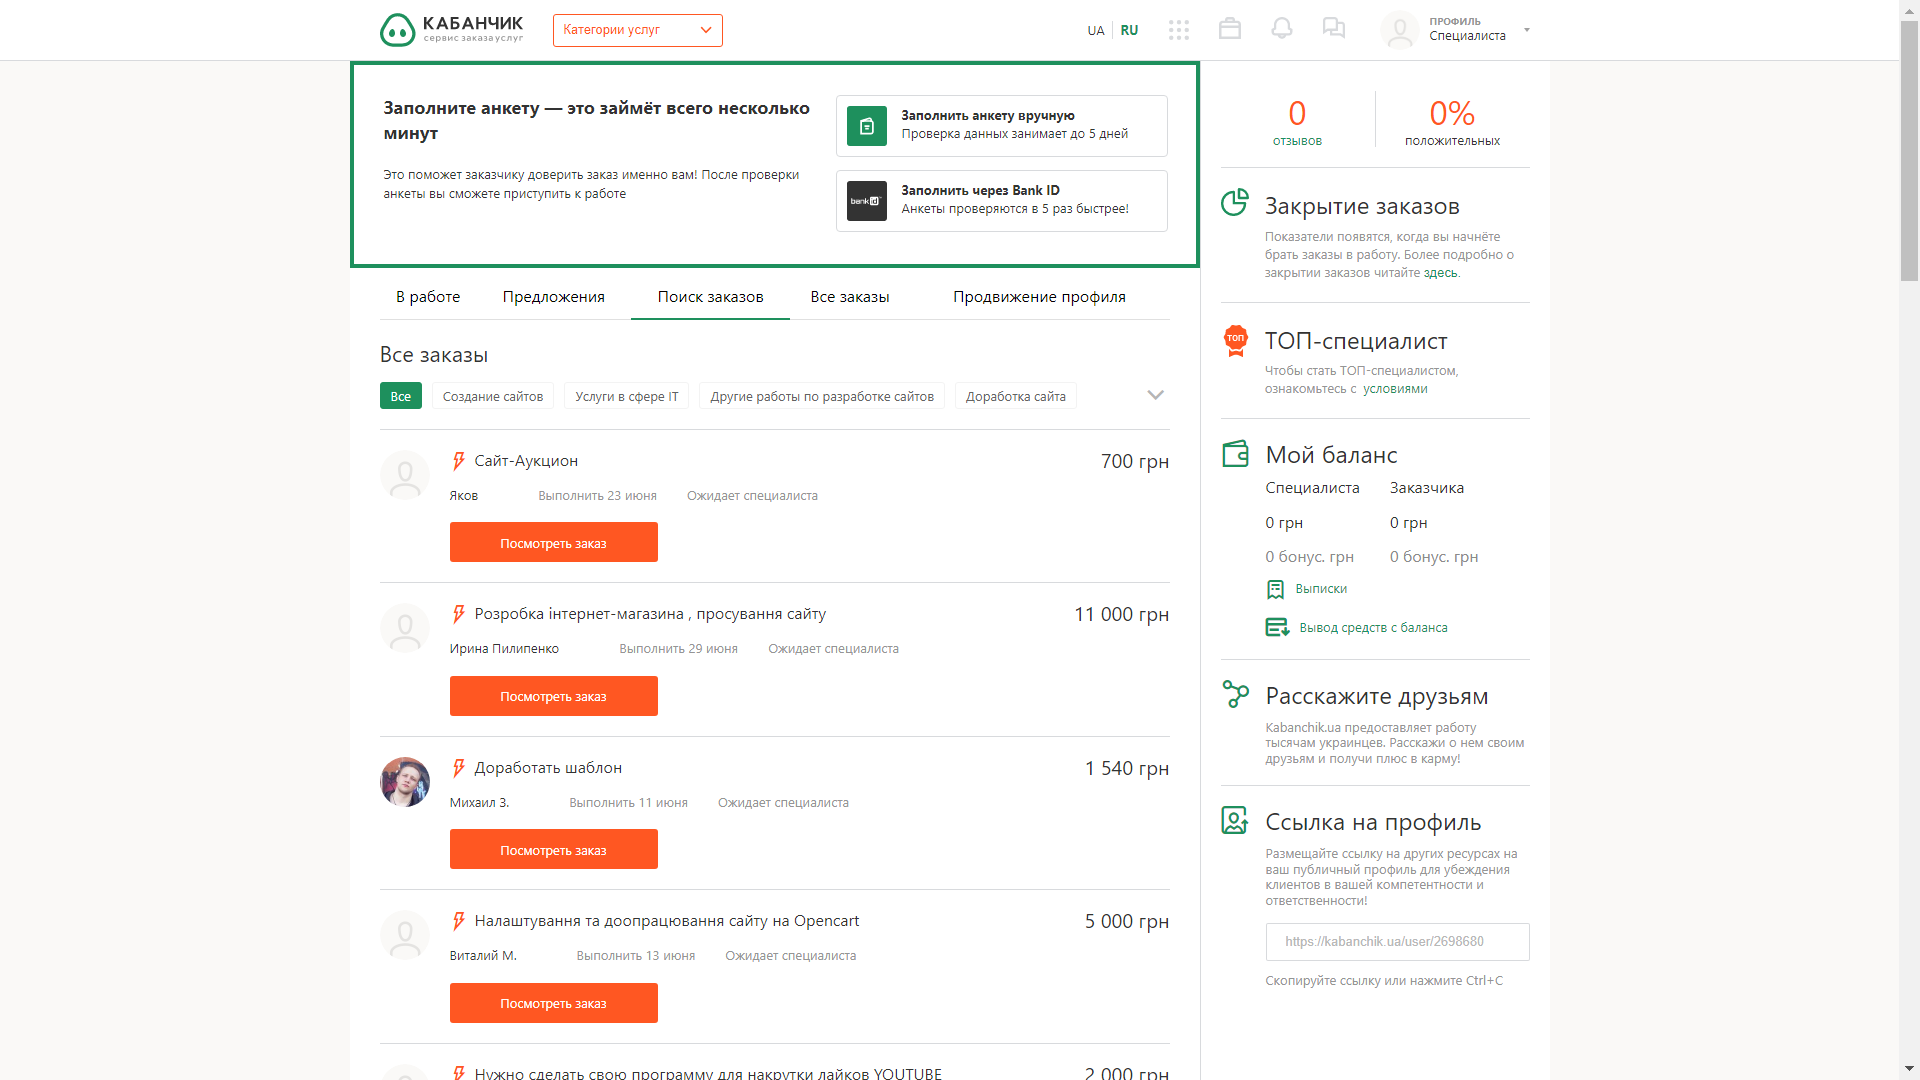 КАБАНЧИК
сервис заказа услуг
Категории услуг
UA RU
ПРОФИЛЬ
Специалиста
Заполните анкету — это займёт всего несколько
минут
Это поможет заказчику доверить заказ именно вам! После проверки
анкеты вы сможете приступить к работе
Заполнить анкету вручную
Проверка данных занимает до 5 дней
bankid
Заполнить через Bank ID
Анкеты проверяются в 5 раз быстрее!
В работе Предложения Поиск заказов Все заказы Продвижение профиля
Все заказы
Все Создание сайтов Услуги в сфере IT Другие работы по разработке сайтов Доработка сайта
Сайт-Аукцион 700 грн
Яков Выполнить 23 июня Ожидает специалиста
Посмотреть заказ
Розробка інтернет-магазина , просування сайту 11 000 грн
Ирина Пилипенко Выполнить 29 июня Ожидает специалиста
Посмотреть заказ
Доработать шаблон 1 540 грн
Михаил З. Выполнить 11 июня Ожидает специалиста
Посмотреть заказ
Налаштування та доопрацювання сайту на Opencart 5 000 грн
Виталий М. Выполнить 13 июня Ожидает специалиста
Посмотреть заказ
Нужно сделать свою программу для накрутки лайков YOUTUBE 2 000 грн
0 0%
отзывов положительных
Закрытие заказов
Показатели появятся, когда вы начнёте
брать заказы в работу. Более подробно о
закрытии заказов читайте здесь.
ТОП
ТОП-специалист
Чтобы стать ТОП-специалистом,
ознакомьтесь с условиями
Мой баланс
Специалиста Заказчика
0 грн 0 грн
0 бонус. грн 0 бонус. грн
Выписки
Вывод средств с баланса
Расскажите друзьям
Kabanchik.ua предоставляет работу
тысячам украинцев. Расскажи о нем своим
друзьям и получи плюс в карму!
Ссылка на профиль
Размещайте ссылку на других ресурсах на
ваш публичный профиль для убеждения
клиентов в вашей компетентности и
ответственности!
https://kabanchik.ua/user/2698680
Скопируйте ссылку или нажмите Ctrl+C